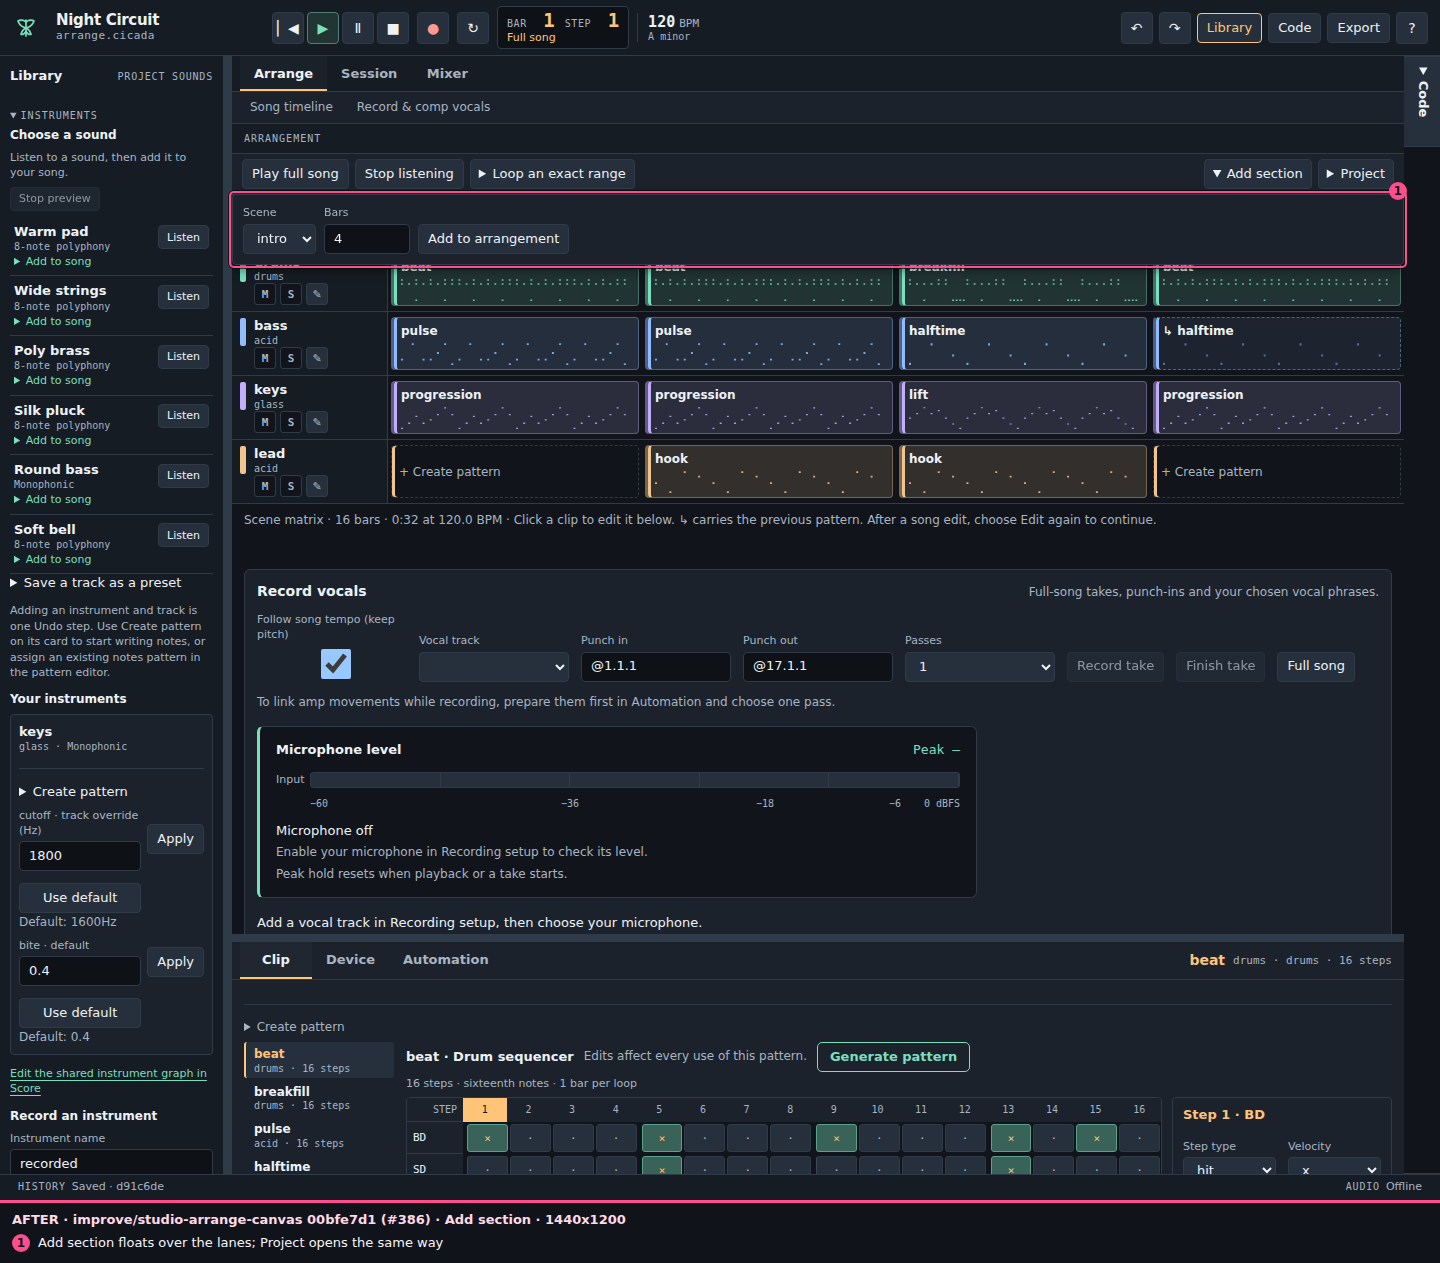 Night Circuit
arrange.cicada
BAR 1 STEP 1
Full song
120 BPM
A minor
Library
Code
Export
?
Library
PROJECT SOUNDS
INSTRUMENTS
Choose a sound
Listen to a sound, then add it to
your song.
Stop preview
Warm pad
8-note polyphony
Add to song
Listen
Wide strings
8-note polyphony
Add to song
Listen
Poly brass
8-note polyphony
Add to song
Listen
Silk pluck
8-note polyphony
Add to song
Listen
Round bass
Monophonic
Add to song
Listen
Soft bell
8-note polyphony
Add to song
Listen
Save a track as a preset
Adding an instrument and track is
one Undo step. Use Create pattern
on its card to start writing notes, or
assign an existing notes pattern in
the pattern editor.
Your instruments
keys
glass · Monophonic
Create pattern
cutoff · track override
(Hz)
1800
Apply
Use default
Default: 1600Hz
bite · default
0.4
Apply
Use default
Default: 0.4
Edit the shared instrument graph in
Score
Record an instrument
Instrument name
recorded
Arrange
Session
Mixer
Song timeline
Record & comp vocals
ARRANGEMENT
Play full song
Stop listening
Loop an exact range
Add section
Project
1
Scene
Bars
intro
4
Add to arrangement
drums
M S
beat
beat
breakfill
beat
bass
acid
M S
pulse
pulse
halftime
↳ halftime
keys
glass
M S
progression
progression
lift
progression
lead
acid
M S
+ Create pattern
hook
hook
+ Create pattern
Scene matrix · 16 bars · 0:32 at 120.0 BPM · Click a clip to edit it below. ↳ carries the previous pattern. After a song edit, choose Edit again to continue.
Record vocals
Full-song takes, punch-ins and your chosen vocal phrases.
Follow song tempo (keep
pitch)
Vocal track
Punch in
@1.1.1
Punch out
@17.1.1
Passes
1
Record take
Finish take
Full song
To link amp movements while recording, prepare them first in Automation and choose one pass.
Microphone level
Peak —
Input
−60 −36 −18 −6 0 dBFS
Microphone off
Enable your microphone in Recording setup to check its level.
Peak hold resets when playback or a take starts.
Add a vocal track in Recording setup, then choose your microphone.
Code
Clip
Device
Automation
beat drums · drums · 16 steps
Create pattern
beat
drums · 16 steps
breakfill
drums · 16 steps
pulse
acid · 16 steps
halftime
beat · Drum sequencer
Edits affect every use of this pattern.
Generate pattern
16 steps · sixteenth notes · 1 bar per loop
STEP 1 2 3 4 5 6 7 8 9 10 11 12 13 14 15 16
BD × · · · × · · · × · · · × · × ·
SD · · · · × · · · · · · · × · · ·
Step 1 · BD
Step type
Velocity
hit
x
HISTORY Saved · d91c6de
AUDIO Offline
AFTER · improve/studio-arrange-canvas 00bfe7d1 (#386) · Add section · 1440x1200
1 Add section floats over the lanes; Project opens the same way